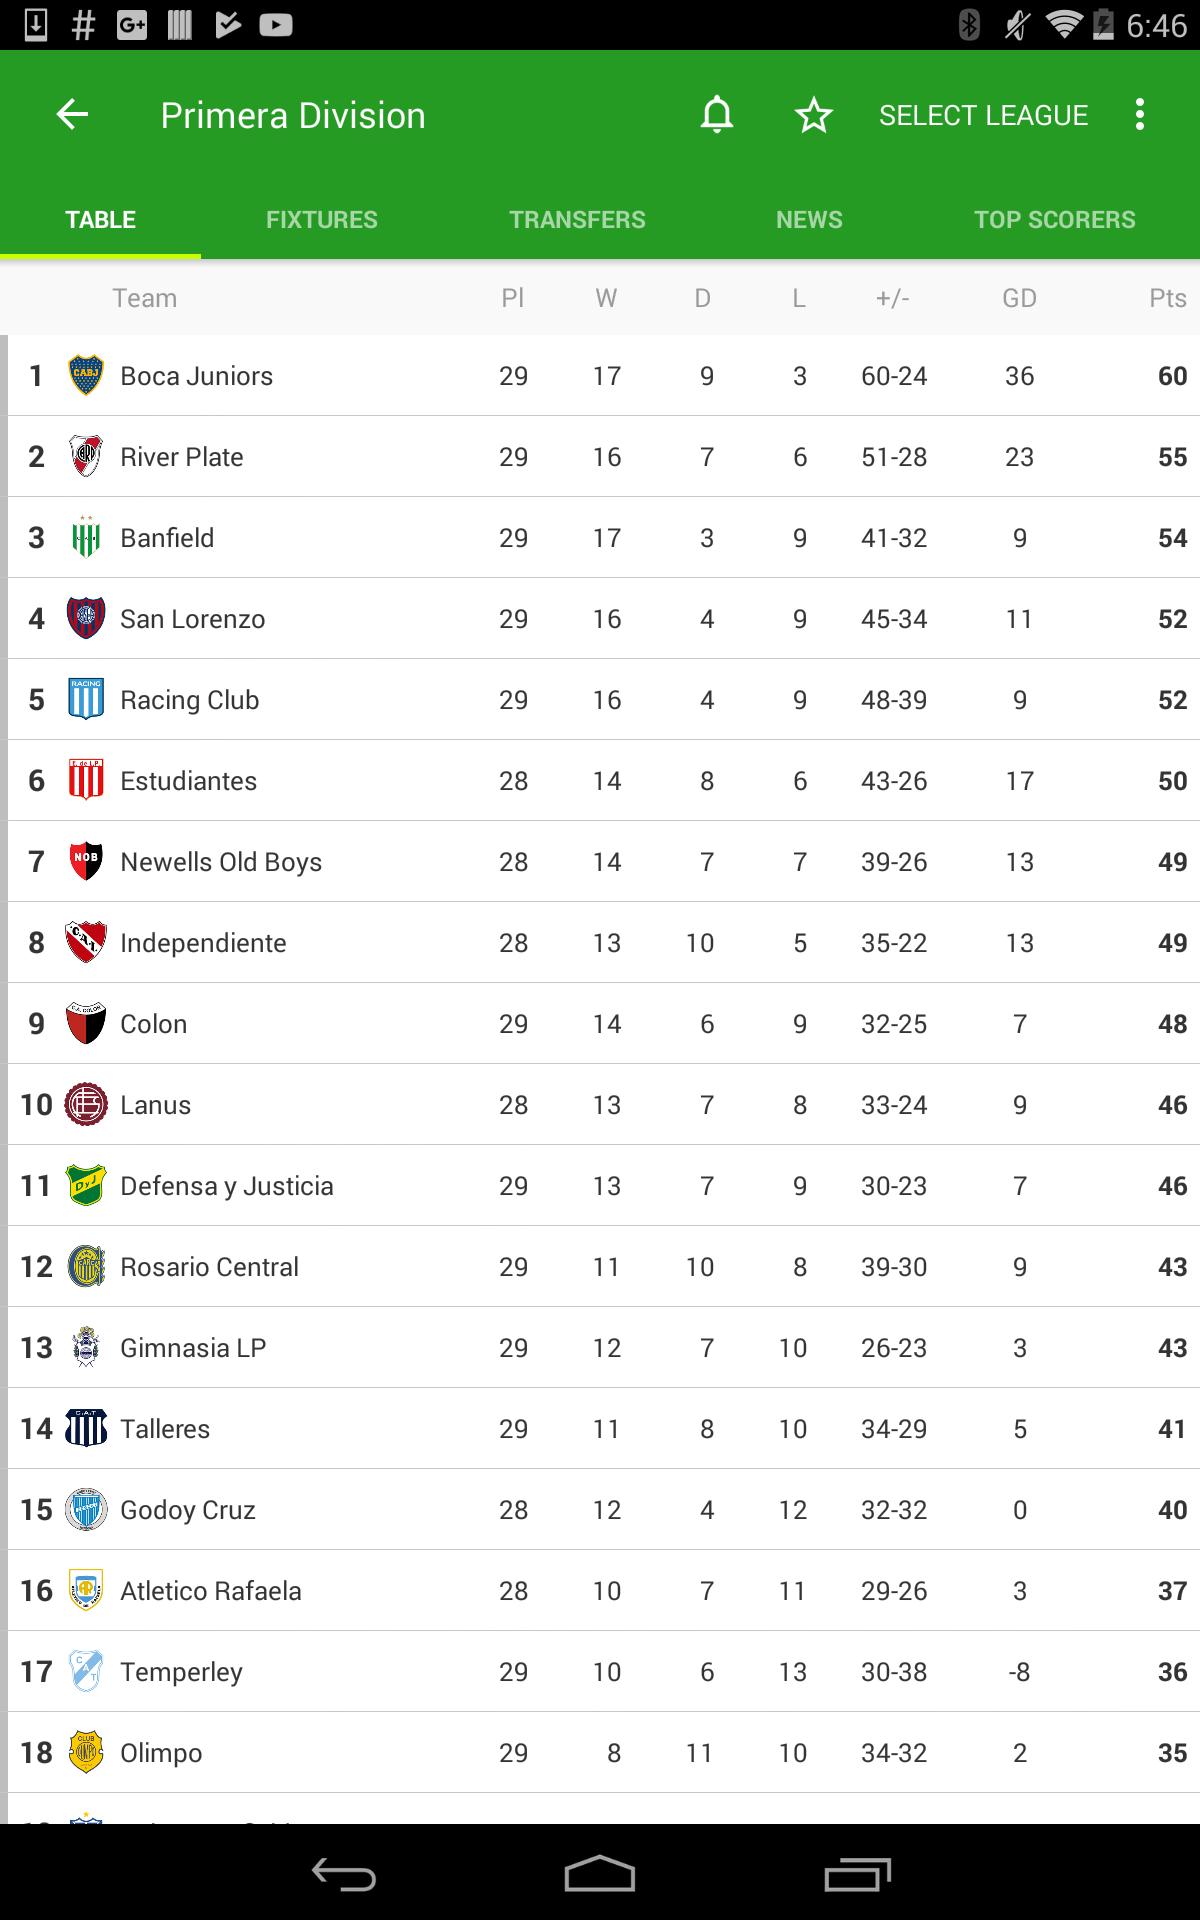 6:46
Primera Division SELECT LEAGUE
TABLE FIXTURES TRANSFERS NEWS TOP SCORERS
Team Pl W D L +/- GD Pts
1 Boca Juniors 29 17 9 3 60-24 36 60
2 River Plate 29 16 7 6 51-28 23 55
3 Banfield 29 17 3 9 41-32 9 54
4 San Lorenzo 29 16 4 9 45-34 11 52
5 Racing Club 29 16 4 9 48-39 9 52
6 Estudiantes 28 14 8 6 43-26 17 50
7 Newells Old Boys 28 14 7 7 39-26 13 49
8 Independiente 28 13 10 5 35-22 13 49
9 Colon 29 14 6 9 32-25 7 48
10 Lanus 28 13 7 8 33-24 9 46
11 Defensa y Justicia 29 13 7 9 30-23 7 46
12 Rosario Central 29 11 10 8 39-30 9 43
13 Gimnasia LP 29 12 7 10 26-23 3 43
14 Talleres 29 11 8 10 34-29 5 41
15 Godoy Cruz 28 12 4 12 32-32 0 40
16 Atletico Rafaela 28 10 7 11 29-26 3 37
17 Temperley 29 10 6 13 30-38 -8 36
18 Olimpo 29 8 11 10 34-32 2 35